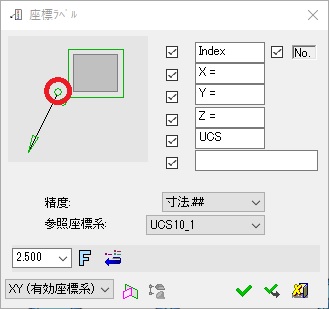 座標ﾗﾍﾞﾙ
Index
No.
X =
Y =
Z =
UCS
精度:
寸法.##
参照座標系:
UCS10_1
2.500
F
XY (有効座標系)